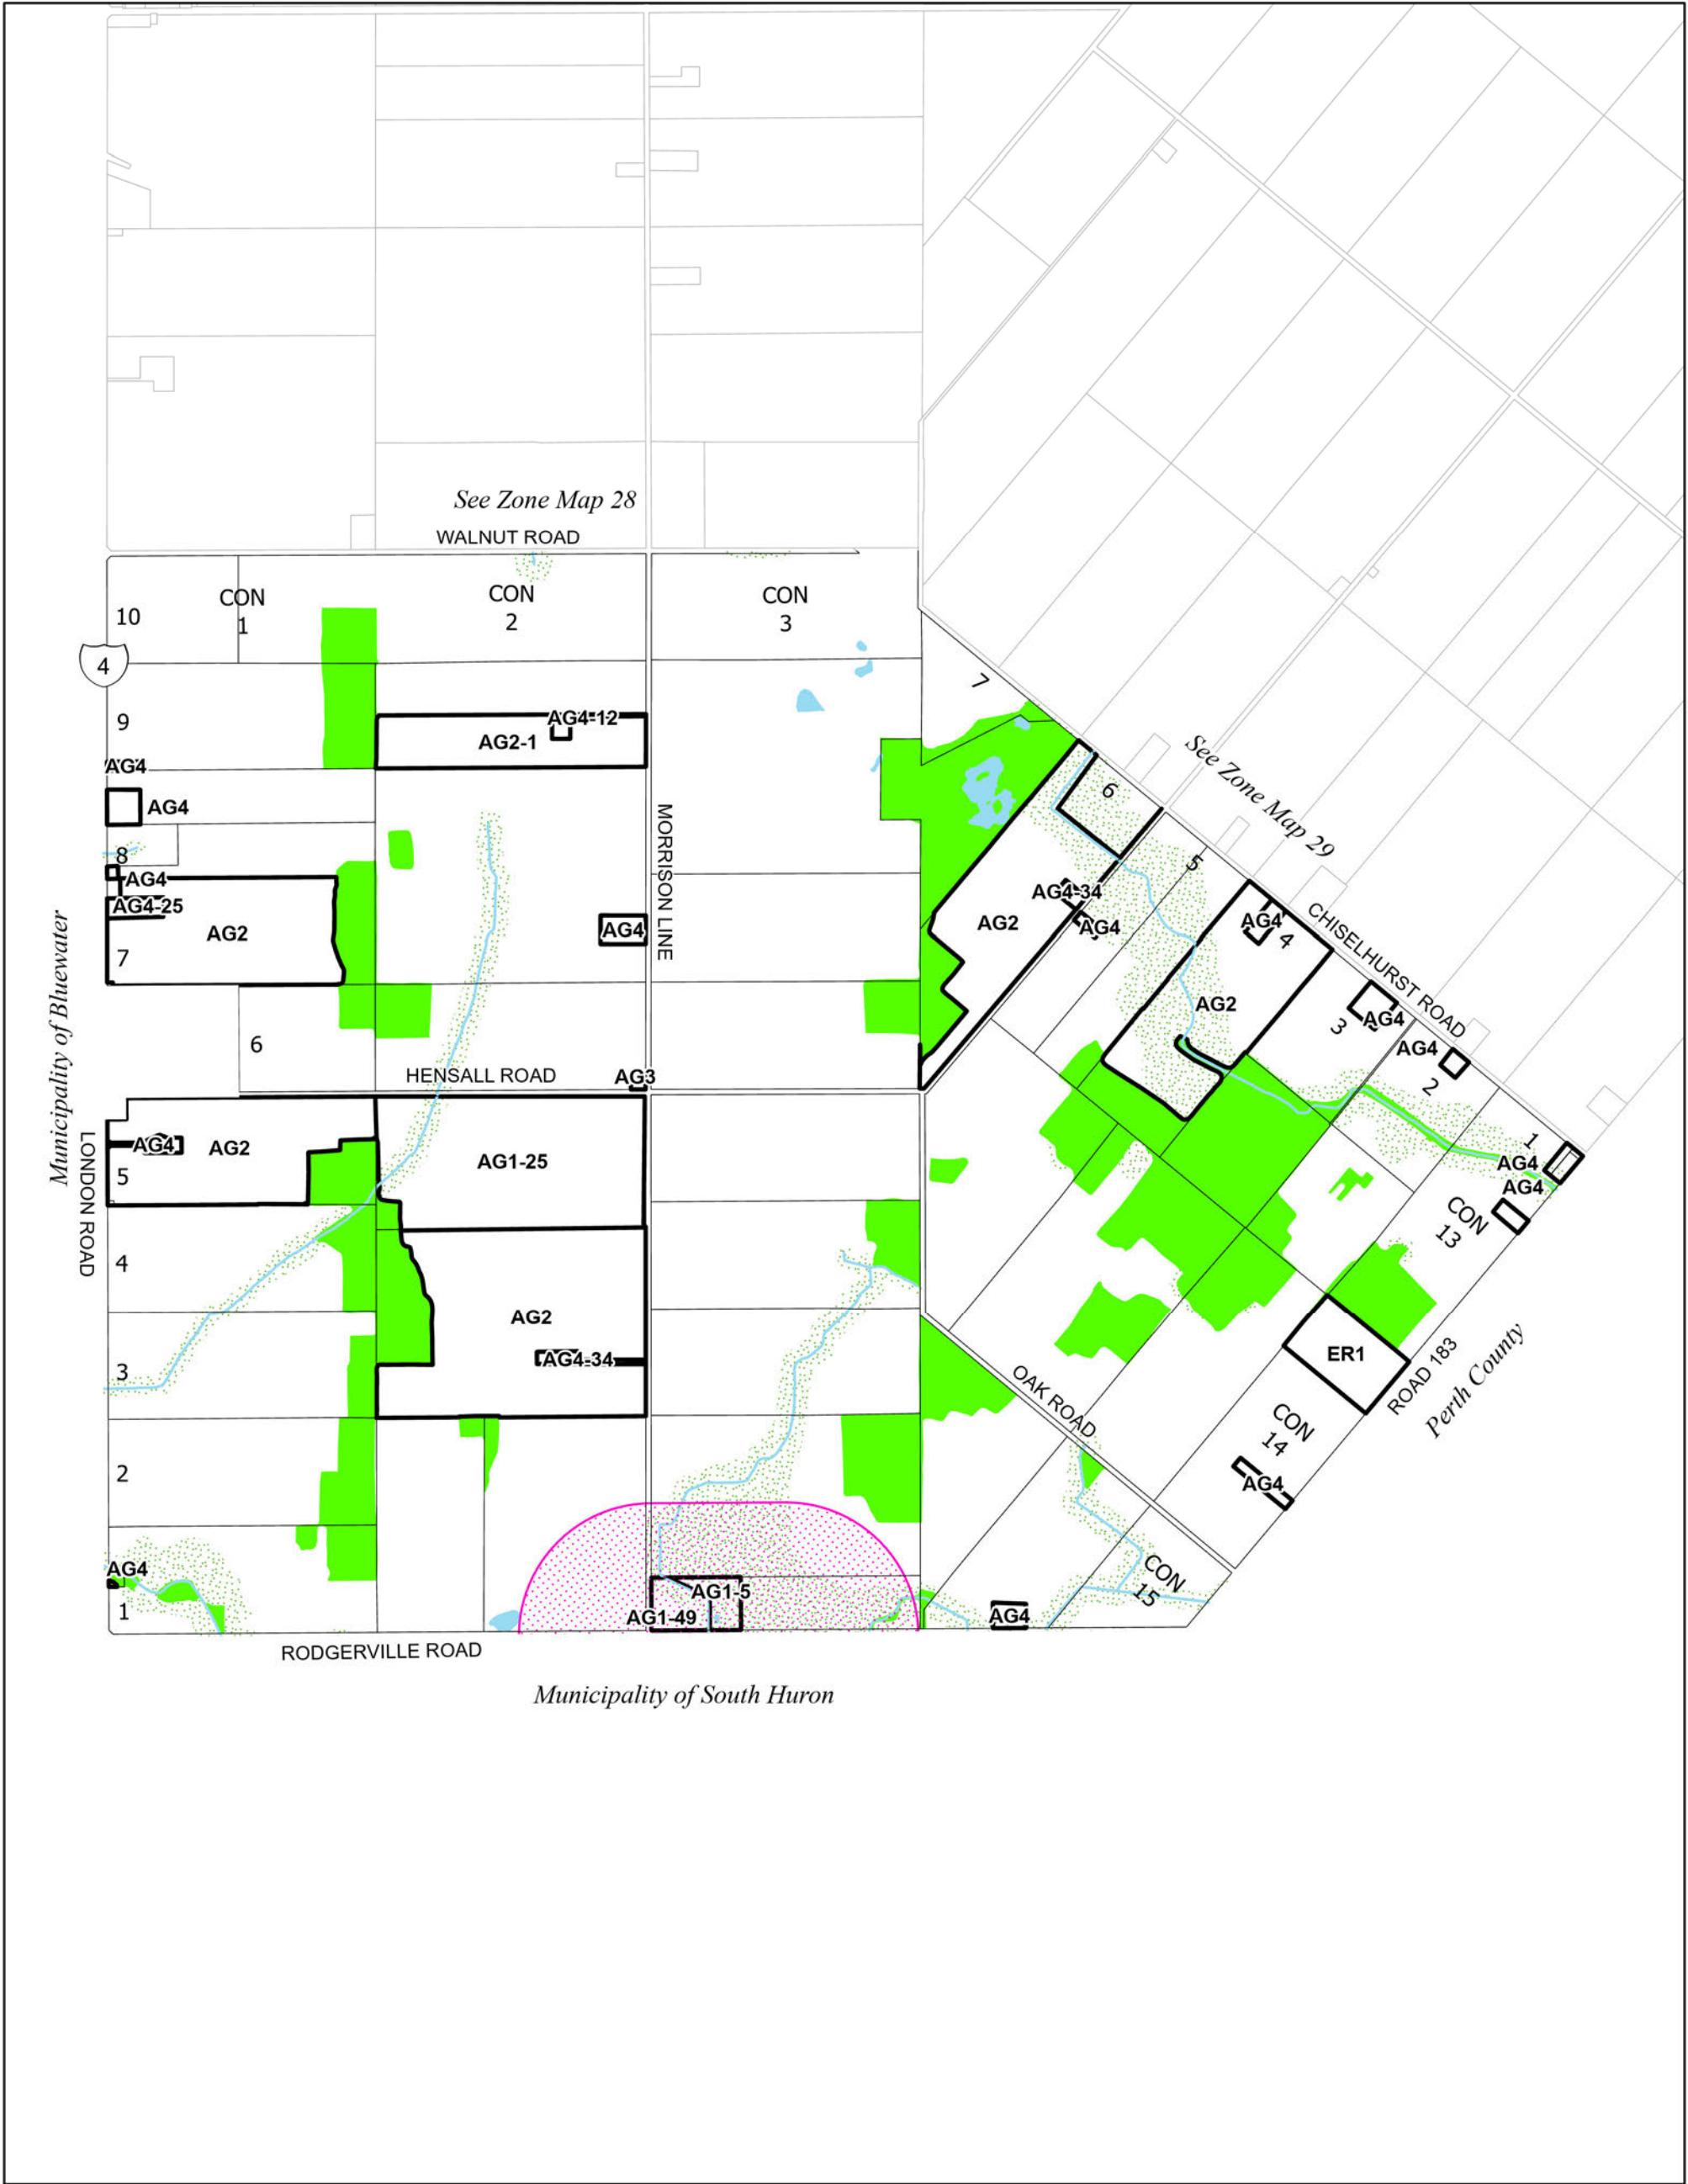 See Zone Map 28
WALNUT ROAD
CON
1
CON
2
CON
3
10
4
9
AG4-12
AG2-1
AG4
AG4
8
AG4
AG4-25
AG2
7
AG4
MORRISON LINE
7
6
See Zone Map 29
5
AG4-34
AG4
AG2
AG4
4
CHISELHURST ROAD
AG2
3
AG4
AG4
2
1
AG4
AG4
CON
13
6
HENSALL ROAD
AG3
Municipality of Bluewater
LONDON ROAD
AG4
AG2
5
AG1-25
4
AG2
3
AG4-34
ER1
ROAD 183
Perth County
OAK ROAD
CON
14
AG4
2
CON
15
AG4
1
AG1-5
AG1-49
AG4
RODGERVILLE ROAD
Municipality of South Huron